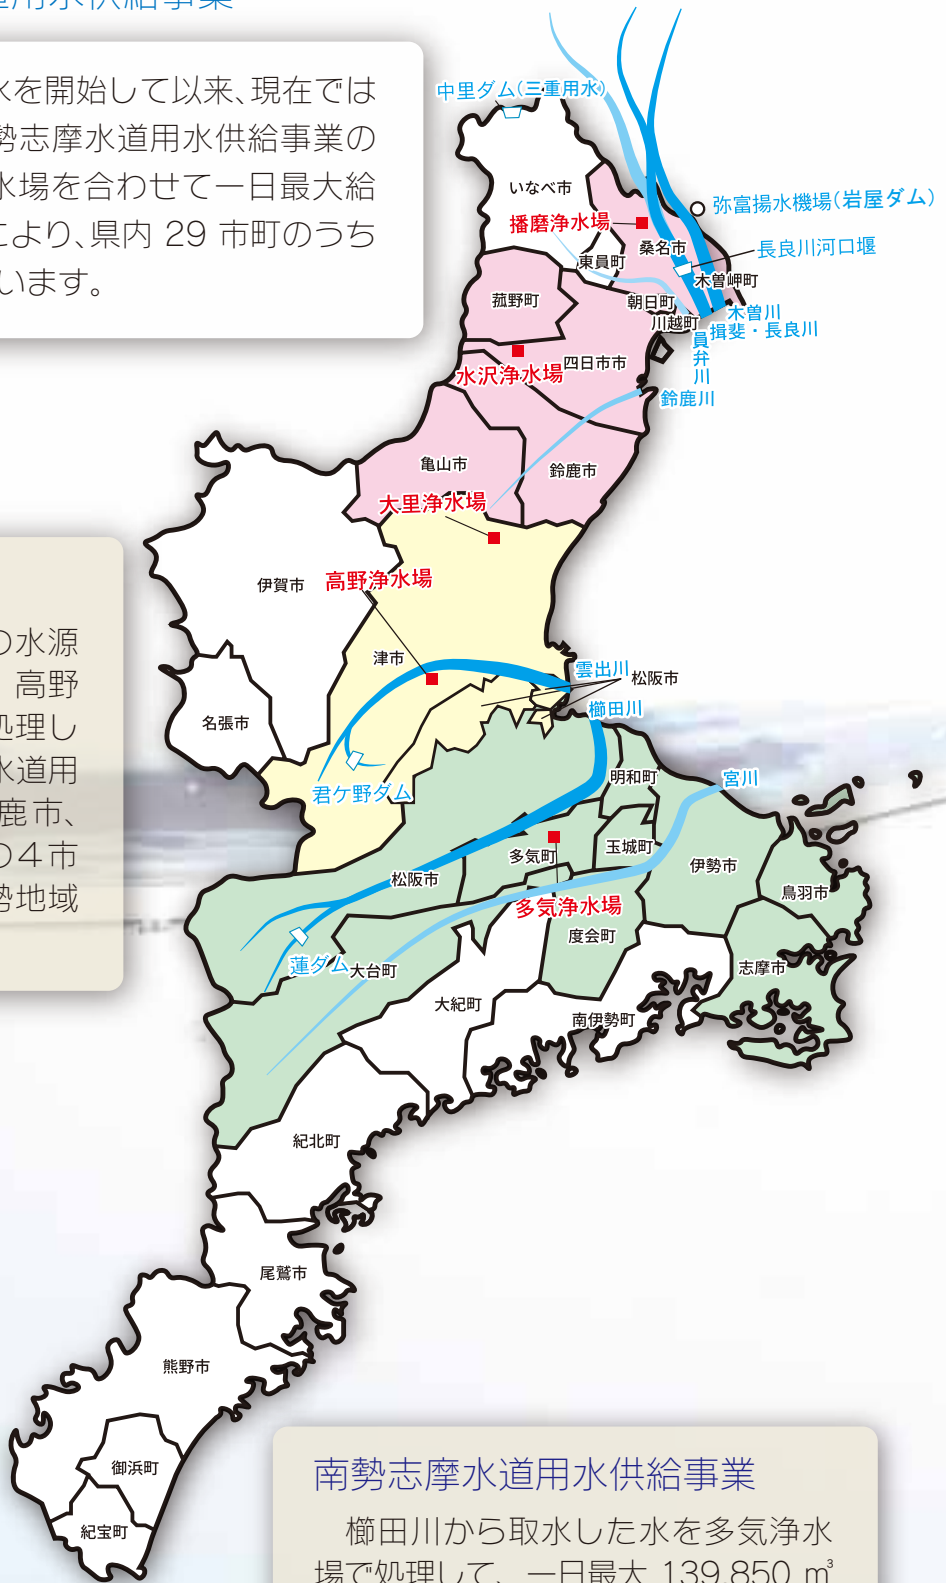 用水供給事業
水を開始して以来、現在では
勢志摩水道用水供給事業の
水場を合わせて一日最大給
により、県内 29 市町のうち
います。
中里ダム(三重用水)
いなべ市
播磨浄水場
桑名市
東員町
弥富揚水機場(岩屋ダム)
長良川河口堰
木曽岬町
木曽川
揖斐・長良川
朝日町
川越町
員弁川
菰野町
四日市市
水沢浄水場
鈴鹿川
亀山市
鈴鹿市
大里浄水場
伊賀市
高野浄水場
津市
雲出川
松阪市
櫛田川
名張市
君ケ野ダム
の水源
高野
処理し
水道用
鹿市、
の4市
勢地域
明和町
宮川
多気町
玉城町
伊勢市
鳥羽市
松阪市
多気浄水場
度会町
蓮ダム
大台町
志摩市
大紀町
南伊勢町
紀北町
尾鷲市
熊野市
御浜町
紀宝町
南勢志摩水道用水供給事業
櫛田川から取水した水を多気浄水
場で処理して、一日最大 139,850 ㎥